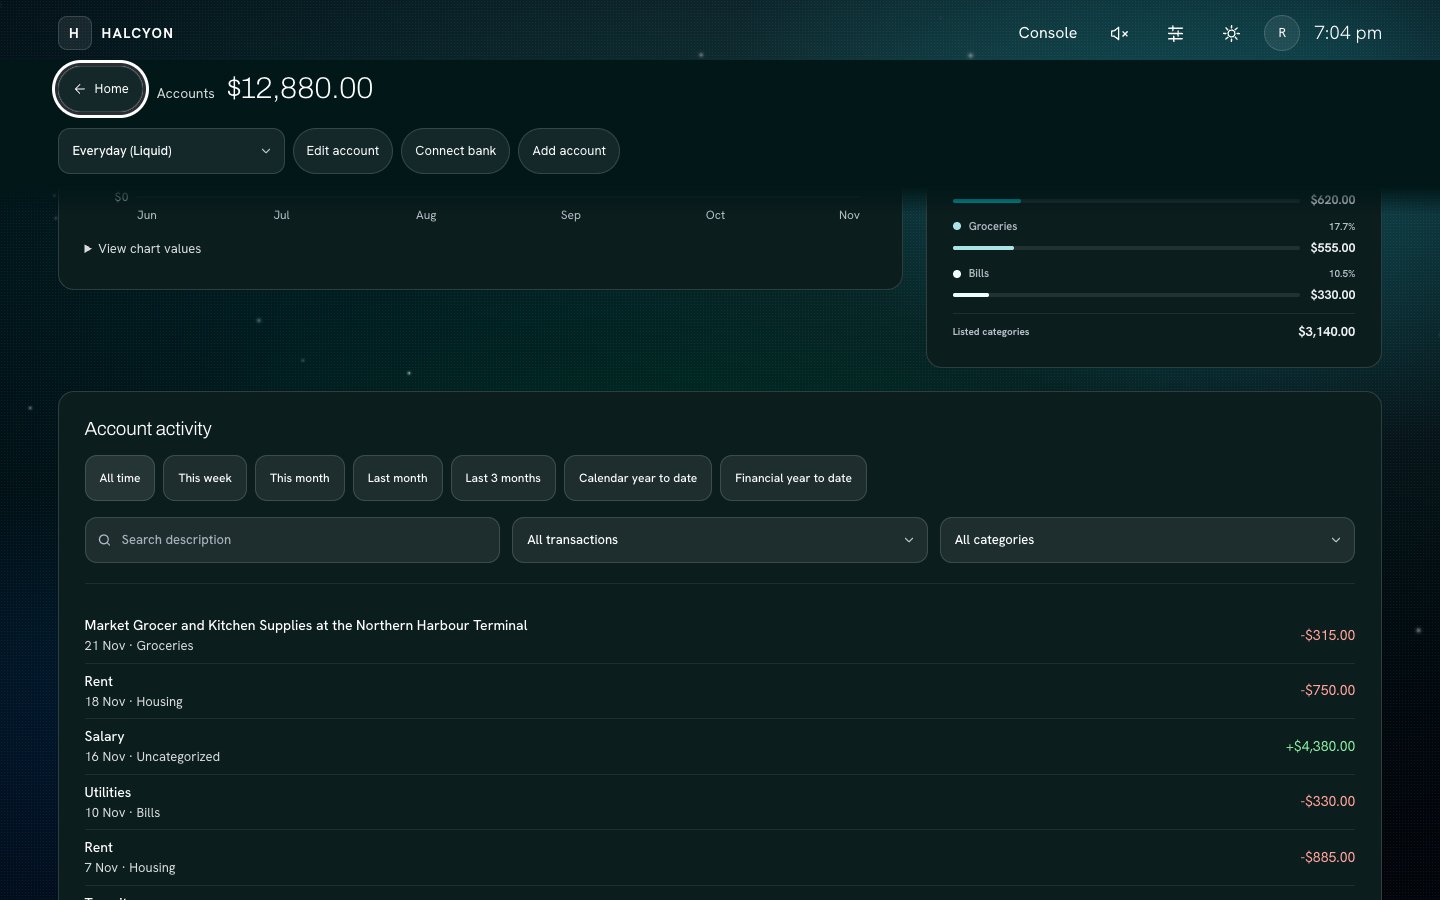 H HALCYON Console R 7:04 pm
Home Accounts $12,880.00
Everyday (Liquid) Edit account Connect bank Add account
$0
Jun Jul Aug Sep Oct Nov
View chart values
$620.00
Groceries 17.7%
$555.00
Bills 10.5%
$330.00
Listed categories $3,140.00
Account activity
All time This week This month Last month Last 3 months Calendar year to date Financial year to date
Search description All transactions All categories
Market Grocer and Kitchen Supplies at the Northern Harbour Terminal
21 Nov · Groceries -$315.00
Rent
18 Nov · Housing -$750.00
Salary
16 Nov · Uncategorized +$4,380.00
Utilities
10 Nov · Bills -$330.00
Rent
7 Nov · Housing -$885.00